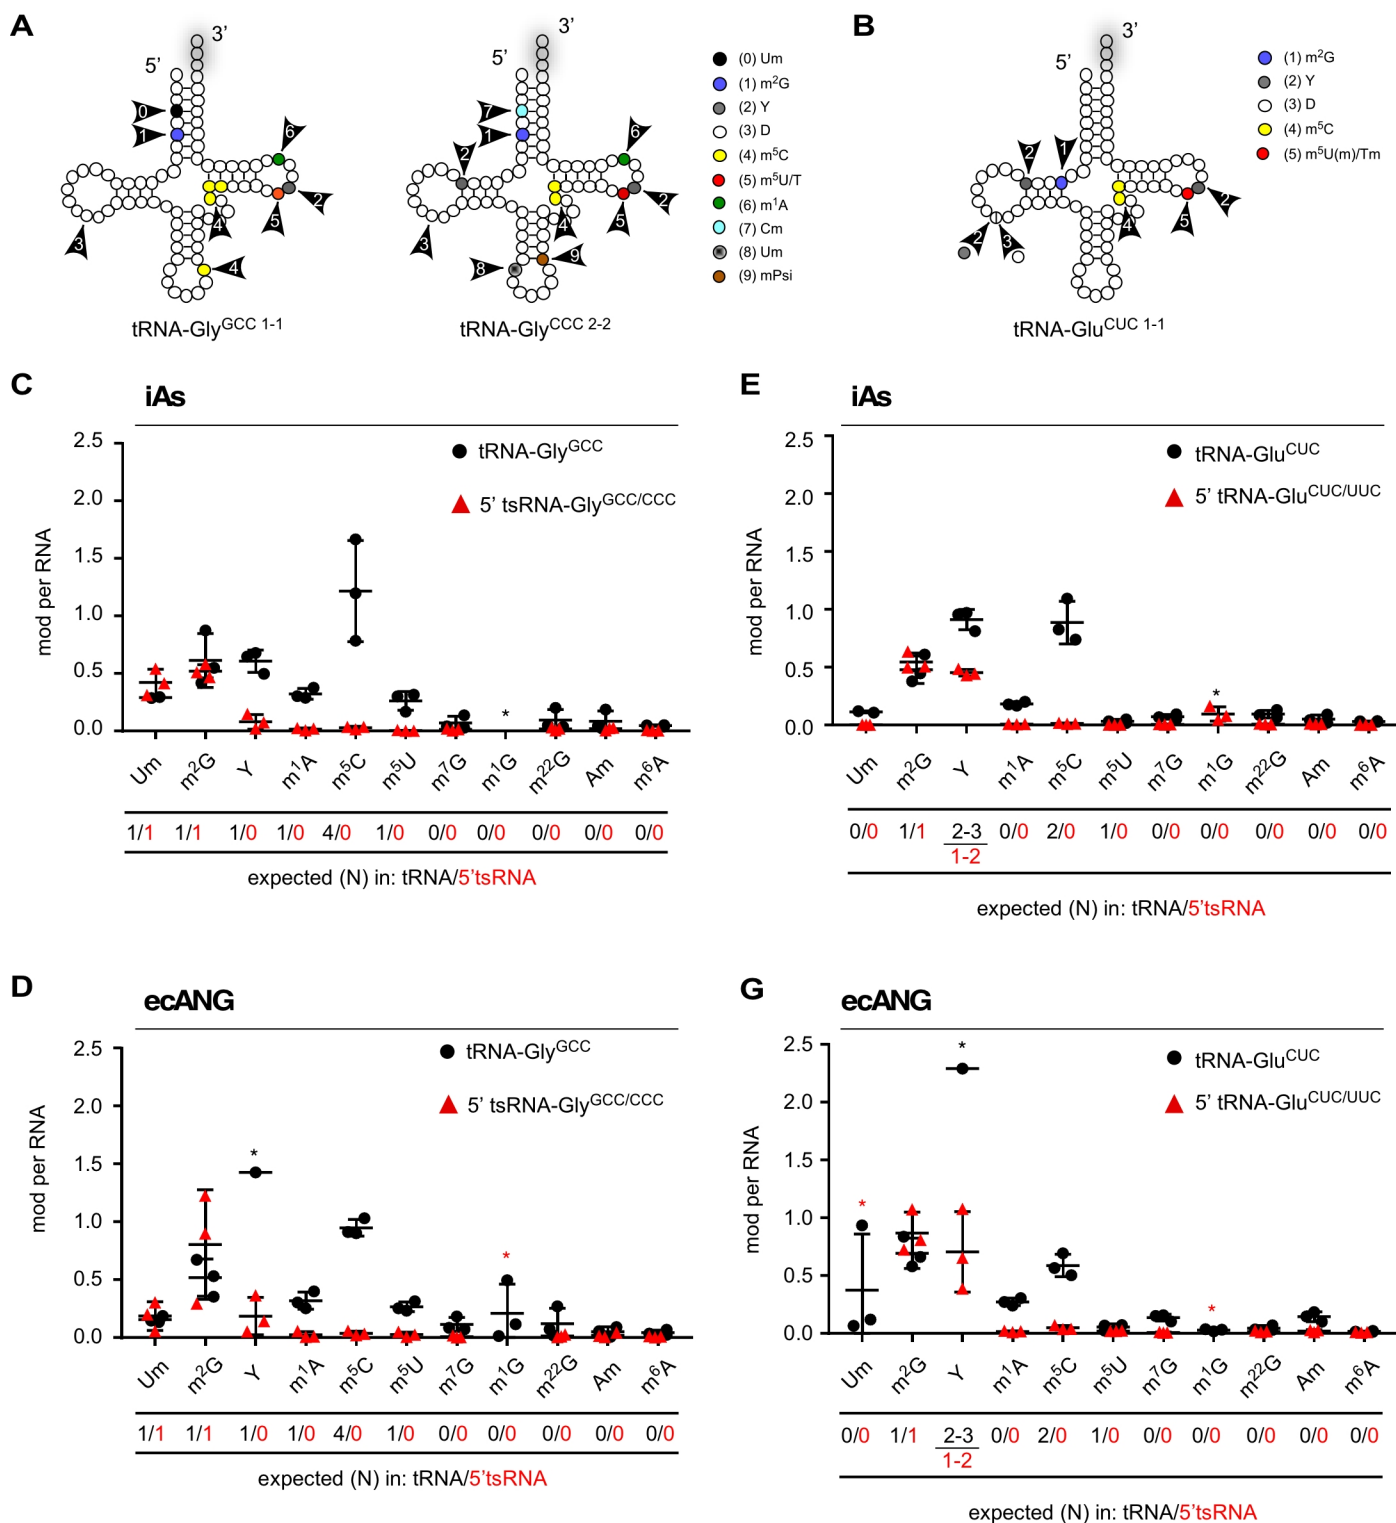 A
3’
5’
0
1
3
6
2
5
4
4
tRNA-Gly^GCC 1-1
3’
5’
7
1
2
3
6
2
5
4
8
9
tRNA-Gly^CCC 2-2
(0) Um
(1) m²G
(2) Y
(3) D
(4) m⁵C
(5) m⁵U/T
(6) m¹A
(7) Cm
(8) Um
(9) mPsi
B
3’
5’
2
1
2
3
2
5
4
tRNA-Glu^CUC 1-1
(1) m²G
(2) Y
(3) D
(4) m⁵C
(5) m⁵U(m)/Tm
C
iAs
tRNA-Gly^GCC
5’ tsRNA-Gly^GCC/CCC
mod per RNA
2.5
2.0
1.5
1.0
0.5
0.0
*
Um m²G Y m¹A m⁵C m⁵U m⁷G m¹G m²²G Am m⁶A
1/1 1/1 1/0 1/0 4/0 1/0 0/0 0/0 0/0 0/0 0/0
expected (N) in: tRNA/5’tsRNA
E
iAs
tRNA-Glu^CUC
5’ tRNA-Glu^CUC/UUC
mod per RNA
2.5
2.0
1.5
1.0
0.5
0.0
*
Um m²G Y m¹A m⁵C m⁵U m⁷G m¹G m²²G Am m⁶A
0/0 1/1 2-3 0/0 2/0 1/0 0/0 0/0 0/0 0/0 0/0
1-2
expected (N) in: tRNA/5’tsRNA
D
ecANG
tRNA-Gly^GCC
5’ tsRNA-Gly^GCC/CCC
mod per RNA
2.5
2.0
1.5
1.0
0.5
0.0
*
*
Um m²G Y m¹A m⁵C m⁵U m⁷G m¹G m²²G Am m⁶A
1/1 1/1 1/0 1/0 4/0 1/0 0/0 0/0 0/0 0/0 0/0
expected (N) in: tRNA/5’tsRNA
G
ecANG
tRNA-Glu^CUC
5’ tRNA-Glu^CUC/UUC
mod per RNA
2.5
2.0
1.5
1.0
0.5
0.0
*
*
*
Um m²G Y m¹A m⁵C m⁵U m⁷G m¹G m²²G Am m⁶A
0/0 1/1 2-3 0/0 2/0 1/0 0/0 0/0 0/0 0/0 0/0
1-2
expected (N) in: tRNA/5’tsRNA